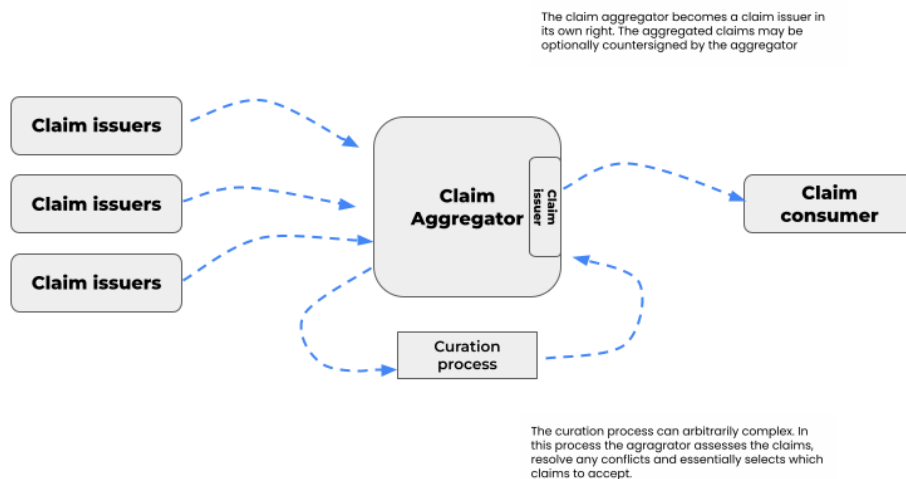 The claim aggregator becomes a claim issuer in
its own right. The aggregated claims may be
optionally countersigned by the aggregator
Claim issuers
Claim issuers
Claim issuers
Claim
Aggregator
Claim
issuer
Claim
consumer
Curation
process
The curation process can arbitrarily complex. In
this process the agragrator assesses the claims,
resolve any conflicts and essentially selects which
claims to accept.